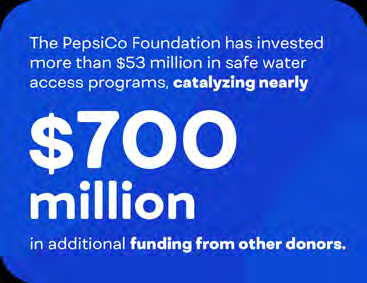 The PepsiCo Foundation has invested
more than $53 million in safe water
access programs, catalyzing nearly
$700
million
in additional funding from other donors.